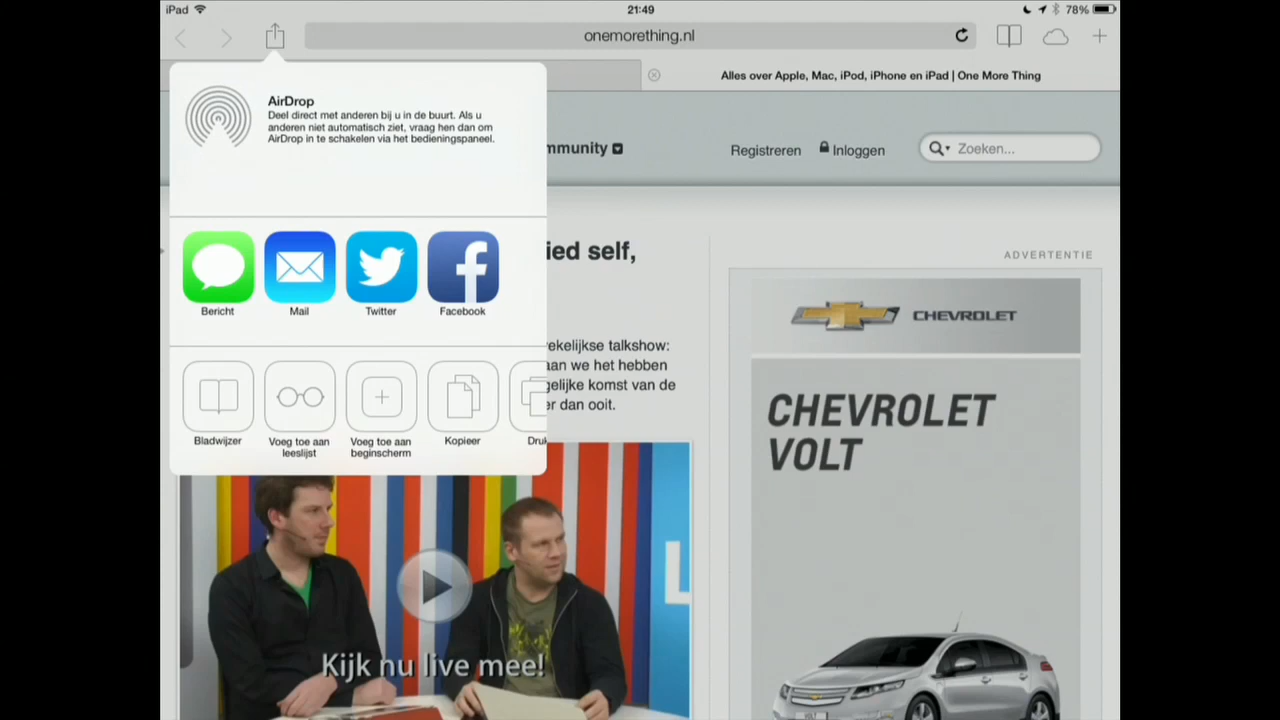 iPad
21:49
78%
onemorething.nl
Alles over Apple, Mac, iPod, iPhone en iPad | One More Thing
AirDrop
Deel direct met anderen bij u in de buurt. Als u
anderen niet automatisch ziet, vraag hen dan om
AirDrop in te schakelen via het bedieningspaneel.
mmunity
Registreren
Inloggen
Zoeken...
Bericht
Mail
Twitter
Facebook
ied self,
ADVERTENTIE
CHEVROLET
ekelijkse talkshow:
aan we het hebben
gelijke komst van de
er dan ooit.
Bladwijzer
Voeg toe aan
leeslijst
Voeg toe aan
beginscherm
Kopieer
Druk
CHEVROLET
VOLT
L
Kijk nu live mee!
VOLT